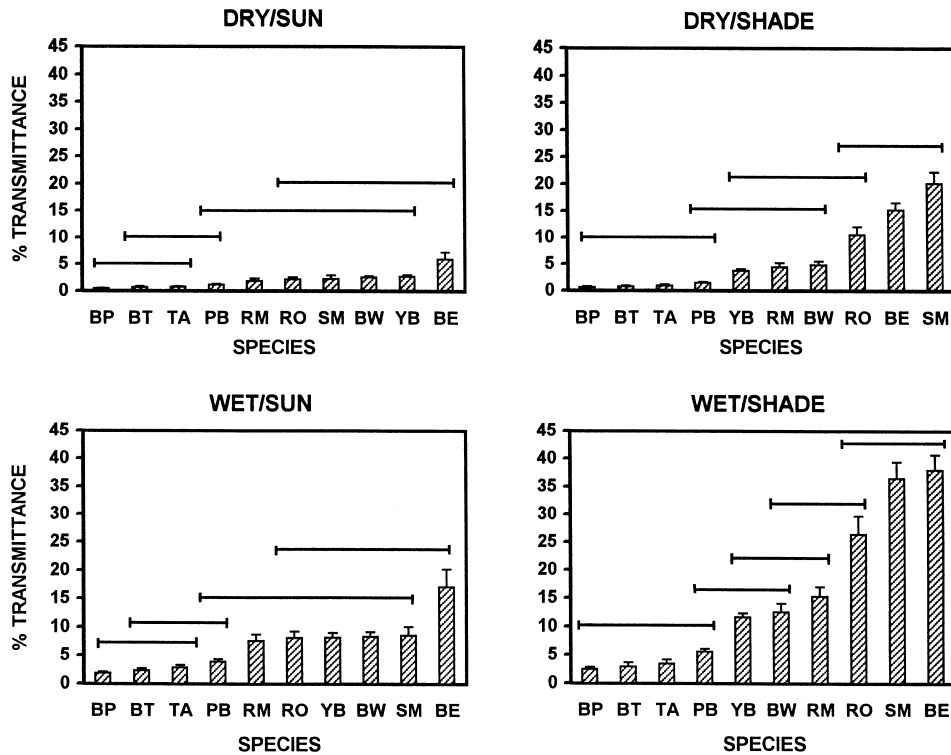 DRY/SUN
% TRANSMITTANCE
45
40
35
30
25
20
15
10
5
0
BP BT TA PB RM RO SM BW YB BE
SPECIES
DRY/SHADE
45
40
35
30
25
20
15
10
5
0
BP BT TA PB YB RM BW RO BE SM
SPECIES
WET/SUN
% TRANSMITTANCE
45
40
35
30
25
20
15
10
5
0
BP BT TA PB RM RO YB BW SM BE
SPECIES
WET/SHADE
45
40
35
30
25
20
15
10
5
0
BP BT TA PB YB BW RM RO SM BE
SPECIES